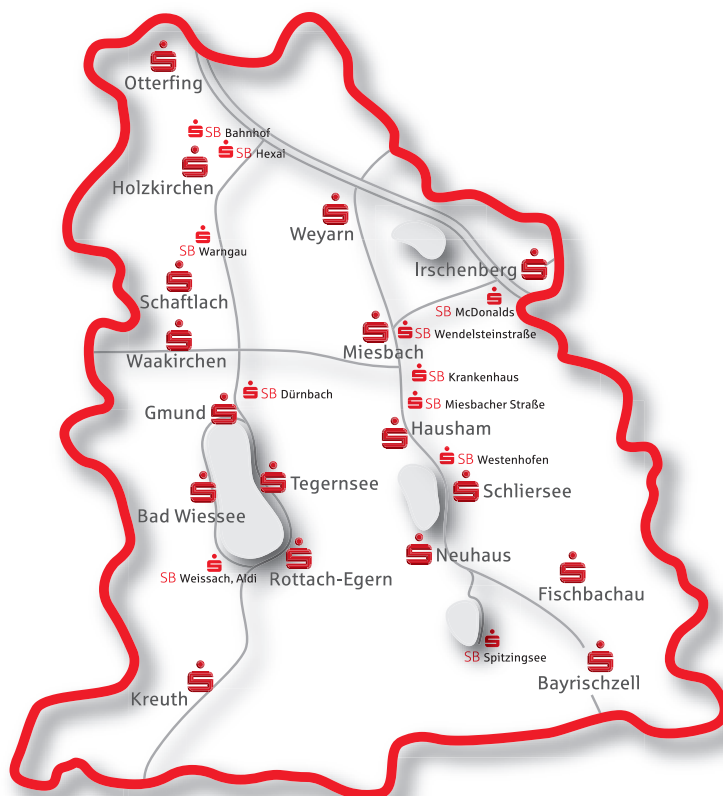 Otterfing
SB Bahnhof
SB Hexal
Holzkirchen
Weyarn
SB Warngau
Irschenberg
Schaftlach
SB McDonalds
SB Wendelsteinstraße
Miesbach
Waakirchen
SB Krankenhaus
SB Dürnbach
SB Miesbacher Straße
Gmund
Hausham
SB Westenhofen
Tegernsee
Schliersee
Bad Wiessee
Neuhaus
SB Weissach, Aldi
Rottach-Egern
Fischbachau
SB Spitzingsee
Bayrischzell
Kreuth